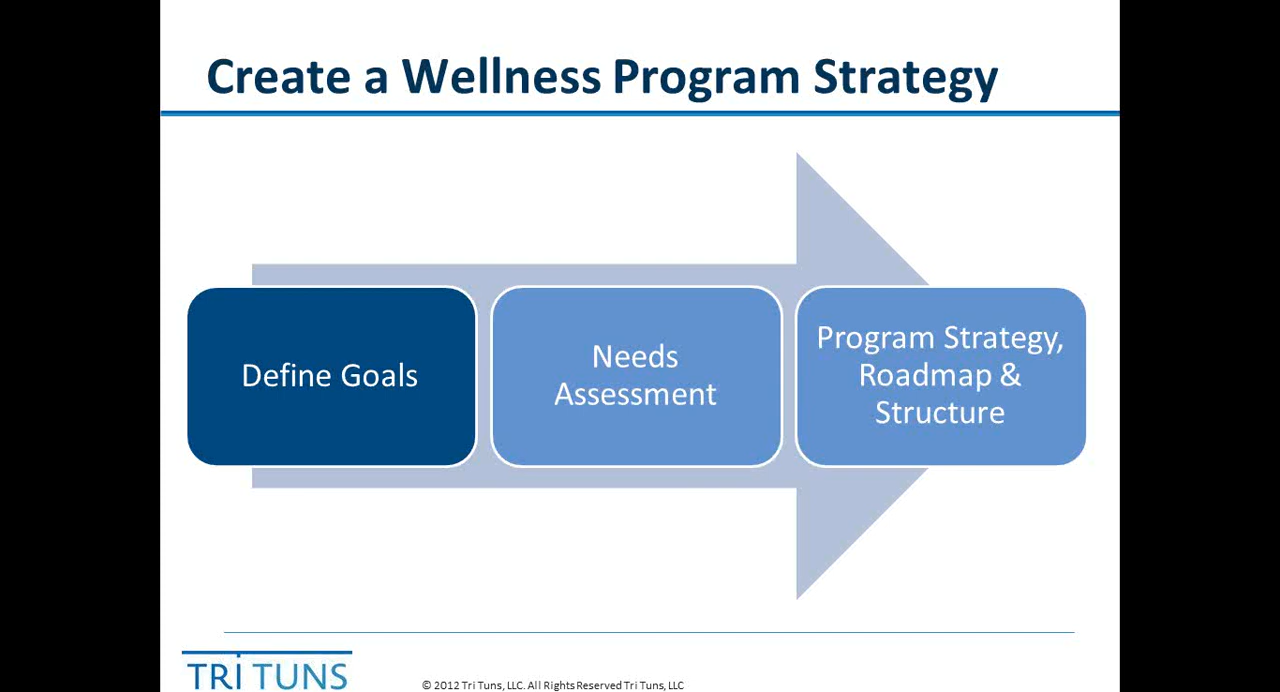 Create a Wellness Program Strategy
Define Goals
Needs
Assessment
Program Strategy,
Roadmap &
Structure
TRi TUNS
© 2012 Tri Tuns, LLC. All Rights Reserved Tri Tuns, LLC